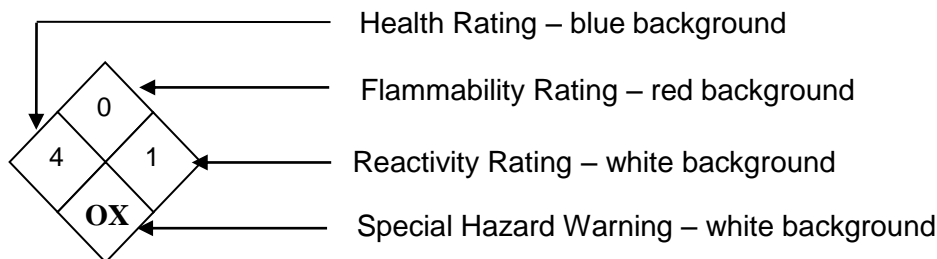 Health Rating – blue background
0
Flammability Rating – red background
4
1
Reactivity Rating – white background
OX
Special Hazard Warning – white background